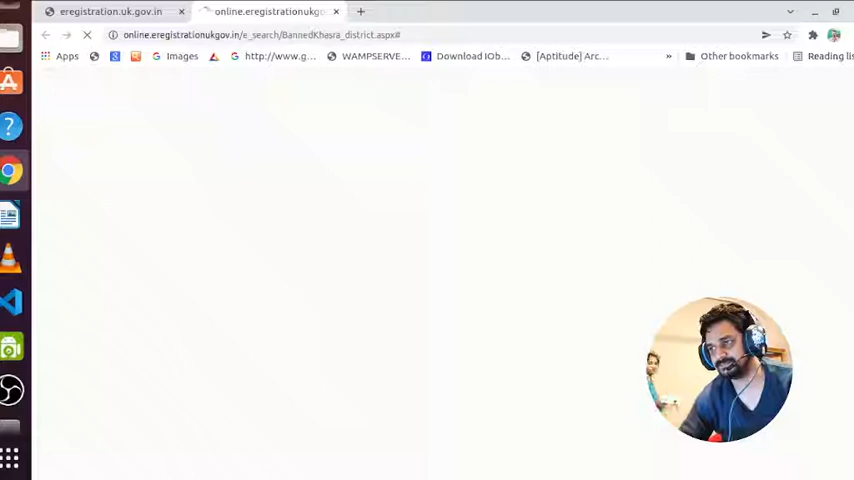 eregistration.uk.gov.in
online.eregistrationukgo
online.eregistrationukgov.in/e_search/BannedKhasra_district.aspx#
Apps
Images
http://www.g...
WAMPSERVE...
Download IOb...
[Aptitude] Arc...
»
Other bookmarks
Reading list